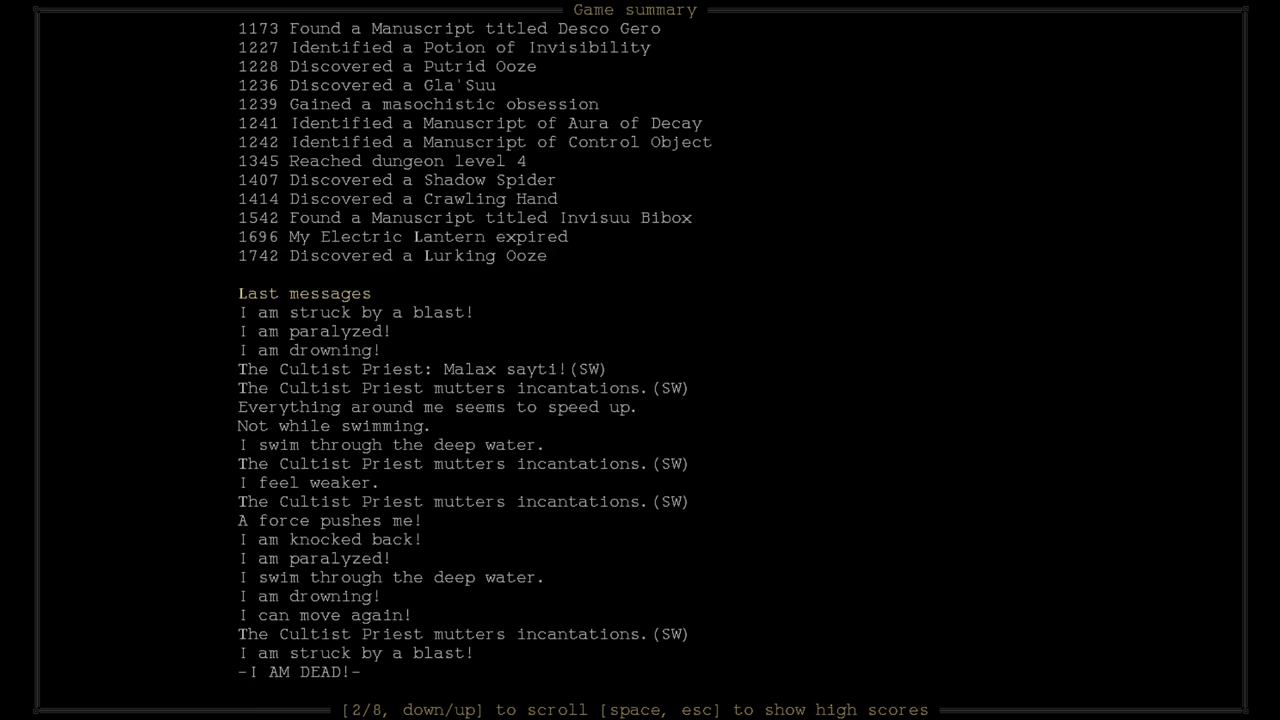 Game summary
1173 Found a Manuscript titled Desco Gero
1227 Identified a Potion of Invisibility
1228 Discovered a Putrid Ooze
1236 Discovered a Gla'Suu
1239 Gained a masochistic obsession
1241 Identified a Manuscript of Aura of Decay
1242 Identified a Manuscript of Control Object
1345 Reached dungeon level 4
1407 Discovered a Shadow Spider
1414 Discovered a Crawling Hand
1542 Found a Manuscript titled Invisuu Bibox
1696 My Electric Lantern expired
1742 Discovered a Lurking Ooze
Last messages
I am struck by a blast!
I am paralyzed!
I am drowning!
The Cultist Priest: Malax sayti!(SW)
The Cultist Priest mutters incantations.(SW)
Everything around me seems to speed up.
Not while swimming.
I swim through the deep water.
The Cultist Priest mutters incantations.(SW)
I feel weaker.
The Cultist Priest mutters incantations.(SW)
A force pushes me!
I am knocked back!
I am paralyzed!
I swim through the deep water.
I am drowning!
I can move again!
The Cultist Priest mutters incantations.(SW)
I am struck by a blast!
-I AM DEAD!-
[2/8, down/up] to scroll [space, esc] to show high scores